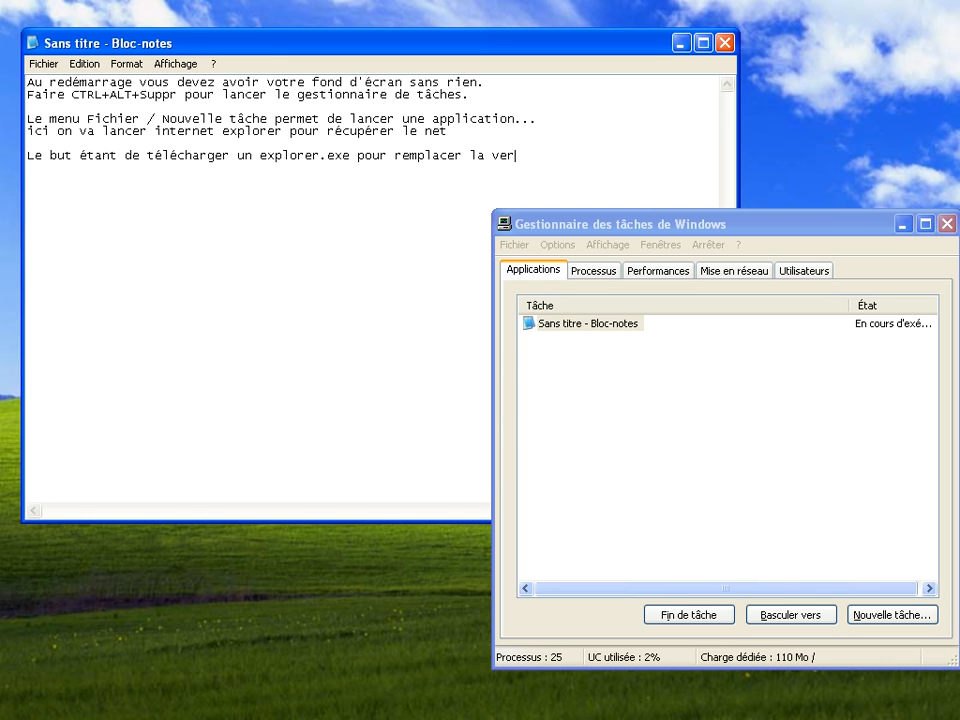 Sans titre - Bloc-notes
Fichier Edition Format Affichage ?
Au redémarrage vous devez avoir votre fond d'écran sans rien.
Faire CTRL+ALT+Suppr pour lancer le gestionnaire de tâches.
Le menu Fichier / Nouvelle tâche permet de lancer une application...
ici on va lancer internet explorer pour récupérer le net
Le but étant de télécharger un explorer.exe pour remplacer la ver
Gestionnaire des tâches de Windows
Fichier Options Affichage Fenêtres Arrêter ?
Applications Processus Performances Mise en réseau Utilisateurs
Tâche État
Sans titre - Bloc-notes En cours d'exé...
Fin de tâche Basculer vers Nouvelle tâche...
Processus : 25 UC utilisée : 2% Charge dédiée : 110 Mo /